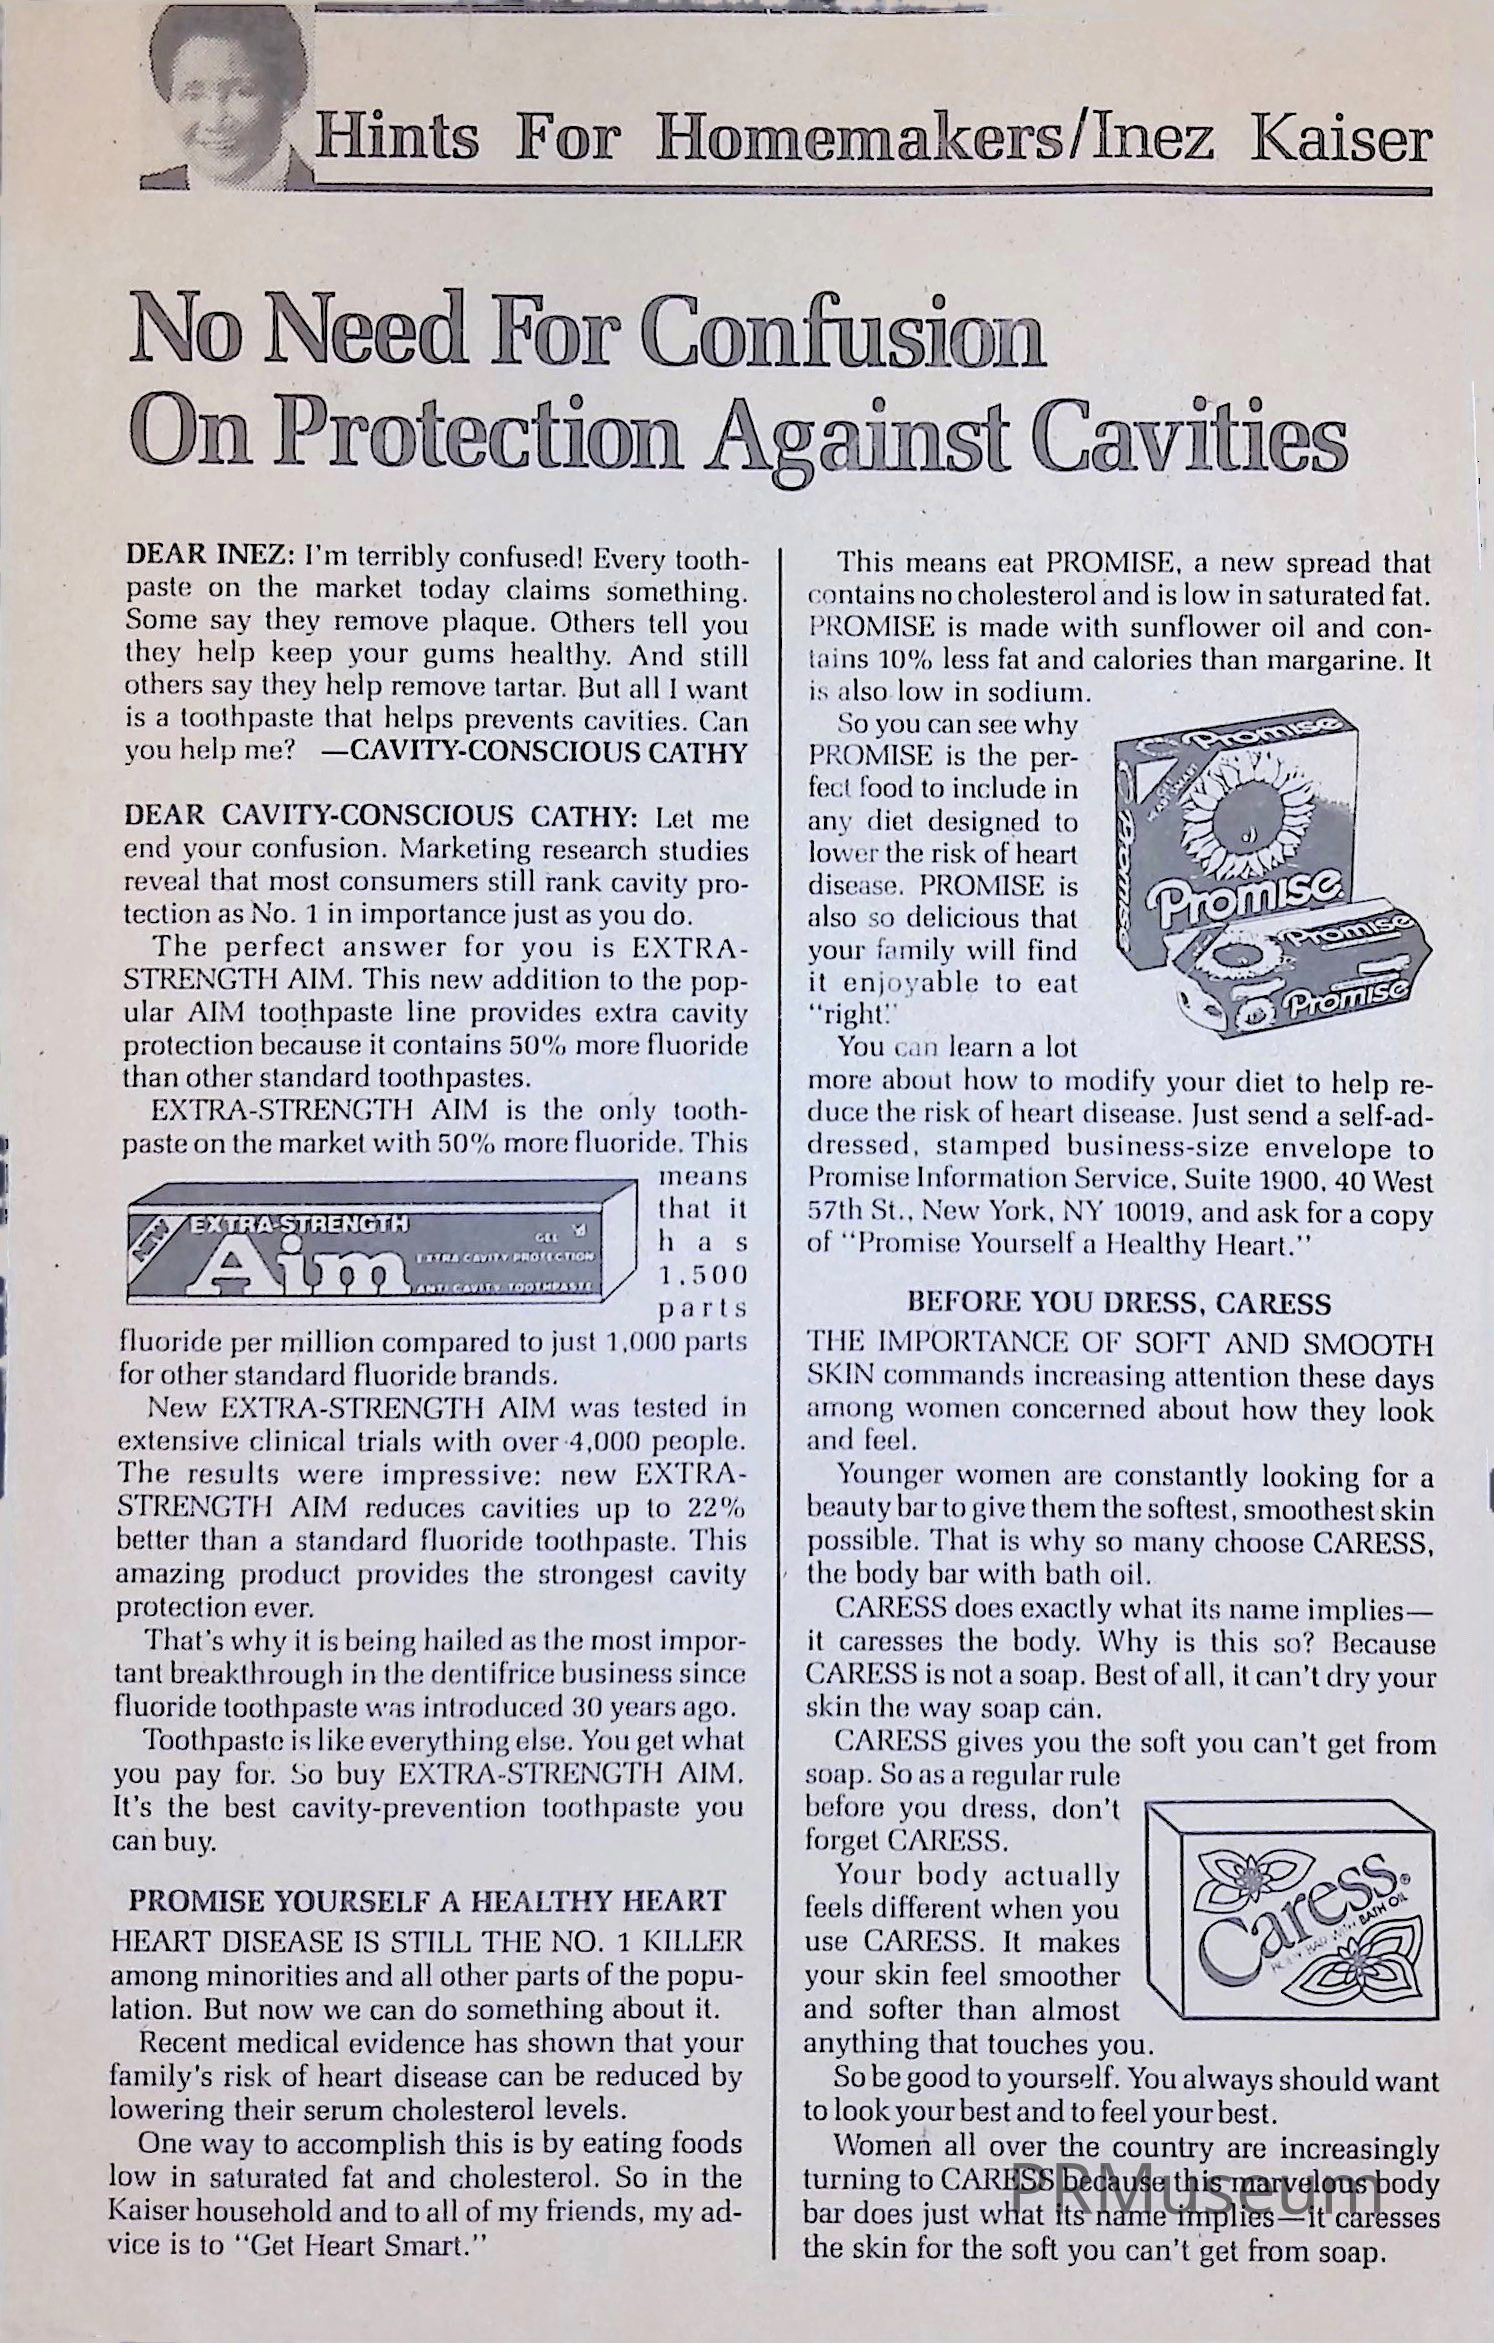 Hints For Homemakers/Inez Kaiser
No Need For Confusion
On Protection Against Cavities
DEAR INEZ: I'm terribly confused! Every tooth-
paste on the market today claims something.
Some say they remove plaque. Others tell you
they help keep your gums healthy. And still
others say they help remove tartar. But all I want
is a toothpaste that helps prevents cavities. Can
you help me? —CAVITY-CONSCIOUS CATHY
DEAR CAVITY-CONSCIOUS CATHY: Let me
end your confusion. Marketing research studies
reveal that most consumers still rank cavity pro-
tection as No. 1 in importance just as you do.
The perfect answer for you is EXTRA-
STRENGTH AIM. This new addition to the pop-
ular AIM toothpaste line provides extra cavity
protection because it contains 50% more fluoride
than other standard toothpastes.
EXTRA-STRENGTH AIM is the only tooth-
paste on the market with 50% more fluoride. This
means
that it
has
1,500
parts
NEW
EXTRA-STRENGTH
Aim
GEL
EXTRA CAVITY PROTECTION
ANTI CAVITY TOOTHPASTE
fluoride per million compared to just 1,000 parts
for other standard fluoride brands.
New EXTRA-STRENGTH AIM was tested in
extensive clinical trials with over 4,000 people.
The results were impressive: new EXTRA-
STRENGTH AIM reduces cavities up to 22%
better than a standard fluoride toothpaste. This
amazing product provides the strongest cavity
protection ever.
That's why it is being hailed as the most impor-
tant breakthrough in the dentifrice business since
fluoride toothpaste was introduced 30 years ago.
Toothpaste is like everything else. You get what
you pay for. So buy EXTRA-STRENGTH AIM.
It's the best cavity-prevention toothpaste you
can buy.
PROMISE YOURSELF A HEALTHY HEART
HEART DISEASE IS STILL THE NO. 1 KILLER
among minorities and all other parts of the popu-
lation. But now we can do something about it.
Recent medical evidence has shown that your
family's risk of heart disease can be reduced by
lowering their serum cholesterol levels.
One way to accomplish this is by eating foods
low in saturated fat and cholesterol. So in the
Kaiser household and to all of my friends, my ad-
vice is to "Get Heart Smart."
This means eat PROMISE, a new spread that
contains no cholesterol and is low in saturated fat.
PROMISE is made with sunflower oil and con-
tains 10% less fat and calories than margarine. It
is also low in sodium.
So you can see why
PROMISE is the per-
fect food to include in
any diet designed to
lower the risk of heart
disease. PROMISE is
also so delicious that
your family will find
it enjoyable to eat
"right."
Promise
Promise
Promise
Promise
Promise
You can learn a lot
more about how to modify your diet to help re-
duce the risk of heart disease. Just send a self-ad-
dressed, stamped business-size envelope to
Promise Information Service, Suite 1900, 40 West
57th St., New York, NY 10019, and ask for a copy
of "Promise Yourself a Healthy Heart."
BEFORE YOU DRESS, CARESS
THE IMPORTANCE OF SOFT AND SMOOTH
SKIN commands increasing attention these days
among women concerned about how they look
and feel.
Younger women are constantly looking for a
beauty bar to give them the softest, smoothest skin
possible. That is why so many choose CARESS,
the body bar with bath oil.
CARESS does exactly what its name implies—
it caresses the body. Why is this so? Because
CARESS is not a soap. Best of all, it can't dry your
skin the way soap can.
CARESS gives you the soft you can't get from
soap. So as a regular rule
before you dress, don't
forget CARESS.
Your body actually
feels different when you
use CARESS. It makes
your skin feel smoother
and softer than almost
anything that touches you.
Caress®
BAR WITH BATH OIL
So be good to yourself. You always should want
to look your best and to feel your best.
Women all over the country are increasingly
turning to CARESS because this marvelous body
bar does just what its name implies—it caresses
the skin for the soft you can't get from soap.
PRMuseum